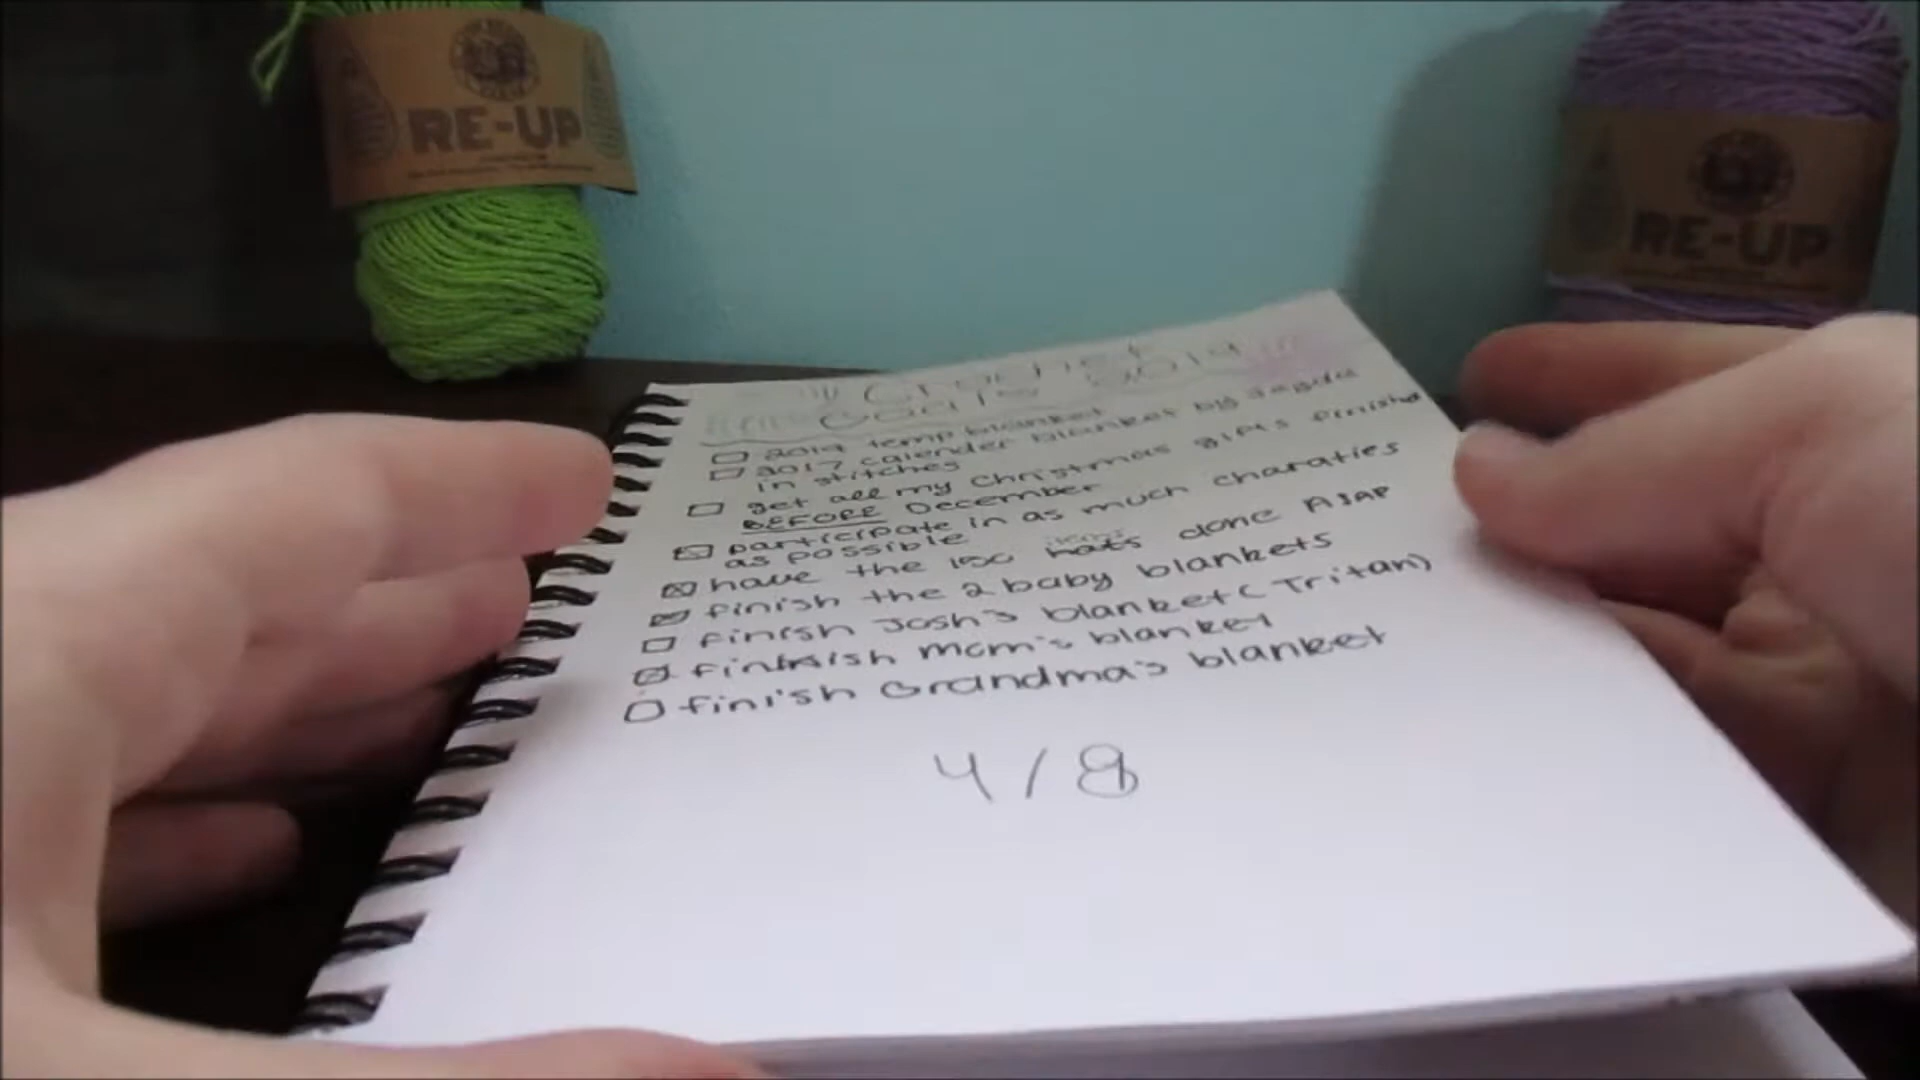 RE-UP
RE-UP
Crochet
Goals 2019
2019 temp blanket
2017 calender blanket by Jayda
in stitches
get all my Christmas gifts finished
BEFORE December
participate in as much charaties
as possible
have the 150 hats done ASAP
finish the 2 baby blankets
finish Josh's blanket (Tritan)
finish mom's blanket
finish Grandma's blanket
4/8